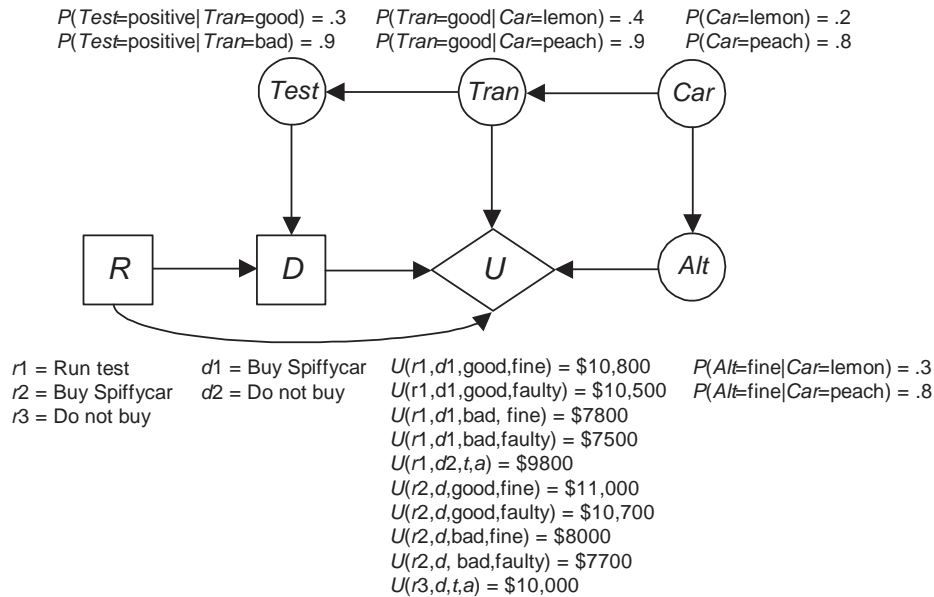 P(Test=positive|Tran=good) = .3 P(Tran=good|Car=lemon) = .4 P(Car=lemon) = .2
P(Test=positive|Tran=bad) = .9 P(Tran=good|Car=peach) = .9 P(Car=peach) = .8
Test Tran Car
R D U Alt
r1 = Run test d1 = Buy Spiffycar U(r1,d1,good,fine) = $10,800 P(Alt=fine|Car=lemon) = .3
r2 = Buy Spiffycar d2 = Do not buy U(r1,d1,good,faulty) = $10,500 P(Alt=fine|Car=peach) = .8
r3 = Do not buy U(r1,d1,bad, fine) = $7800
U(r1,d1,bad,faulty) = $7500
U(r1,d2,t,a) = $9800
U(r2,d,good,fine) = $11,000
U(r2,d,good,faulty) = $10,700
U(r2,d,bad,fine) = $8000
U(r2,d, bad,faulty) = $7700
U(r3,d,t,a) = $10,000